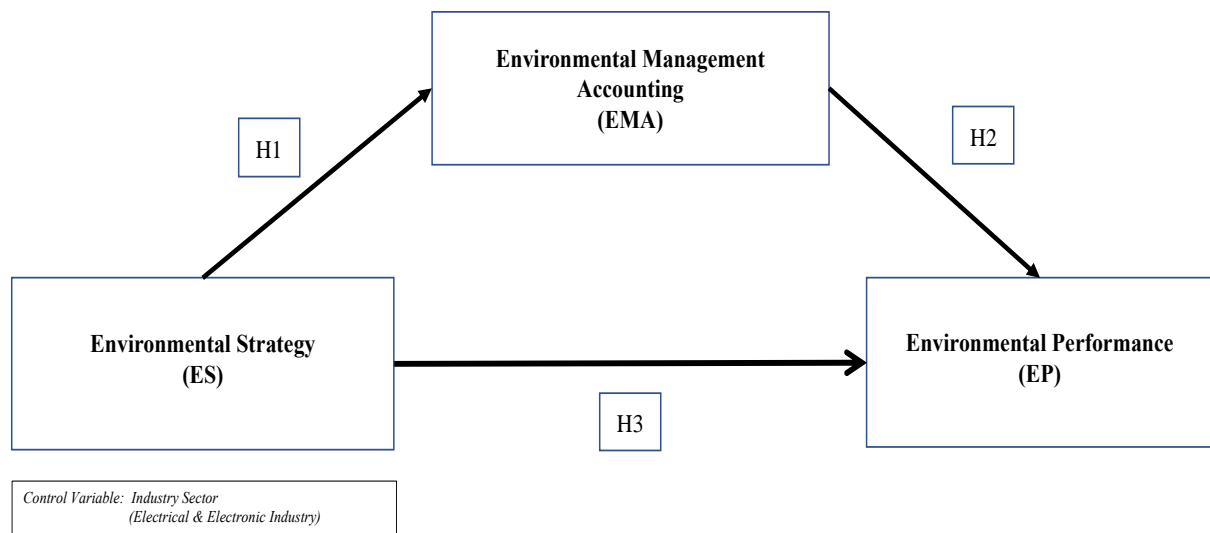 Environmental Management
Accounting
(EMA)
H1
H2
Environmental Strategy
(ES)
Environmental Performance
(EP)
H3
Control Variable: Industry Sector
(Electrical & Electronic Industry)